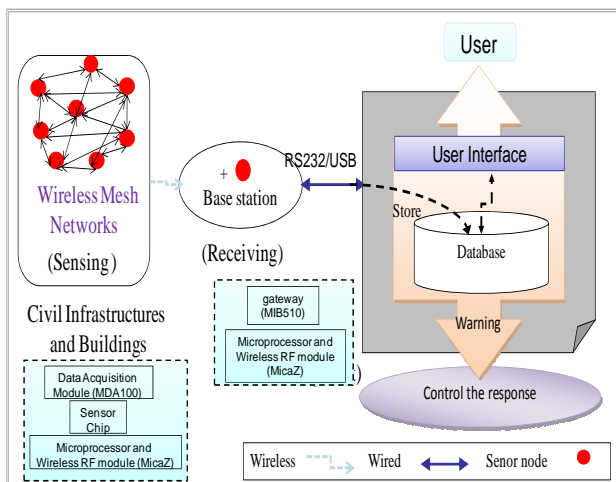 User
User Interface
RS232/USB
+
Base station
Store
Database
Wireless Mesh
Networks
(Sensing)
(Receiving)
Warning
Control the response
Civil Infrastructures
and Buildings
gateway
(MIB510)
Microprocessor and
Wireless RF module
(MicaZ)
)
Data Acquisition
Module (MDA100)
Sensor
Chip
Microprocessor and
Wireless RF module (MicaZ)
Wireless
Wired
Senor node